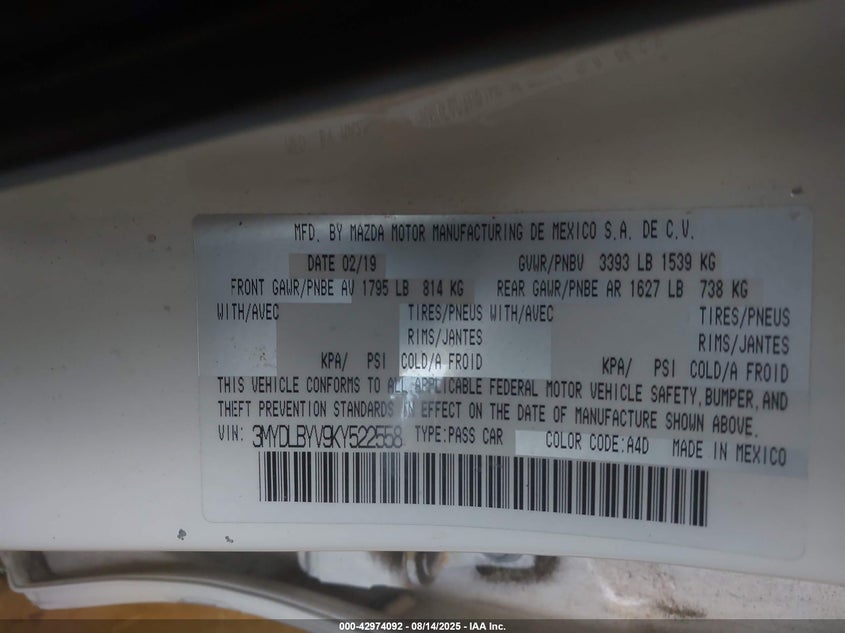 MFD. BY MAZDA MOTOR MANUFACTURING DE MEXICO S.A. DE C.V.
DATE 02/19 GVWR/PNBV 3393 LB 1539 KG
FRONT GAWR/PNBE AV 1795 LB 814 KG REAR GAWR/PNBE AR 1627 LB 738 KG
WITH/AVEC TIRES/PNEUS WITH/AVEC TIRES/PNEUS
RIMS/JANTES RIMS/JANTES
KPA/ PSI COLD/A FROID KPA/ PSI COLD/A FROID
THIS VEHICLE CONFORMS TO ALL APPLICABLE FEDERAL MOTOR VEHICLE SAFETY, BUMPER, AND
THEFT PREVENTION STANDARDS IN EFFECT ON THE DATE OF MANUFACTURE SHOWN ABOVE.
VIN: 3MYDLBYV9KY522558 TYPE:PASS CAR COLOR CODE:A4D MADE IN MEXICO
000-42974092 - 08/14/2025 - IAA Inc.